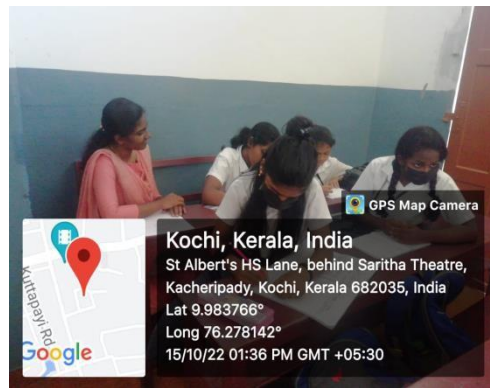 GPS Map Camera
Kochi, Kerala, India
St Albert's HS Lane, behind Saritha Theatre,
Kacheripady, Kochi, Kerala 682035, India
Lat 9.983766°
Long 76.278142°
15/10/22 01:36 PM GMT +05:30
Kuttapayi Rd
Google